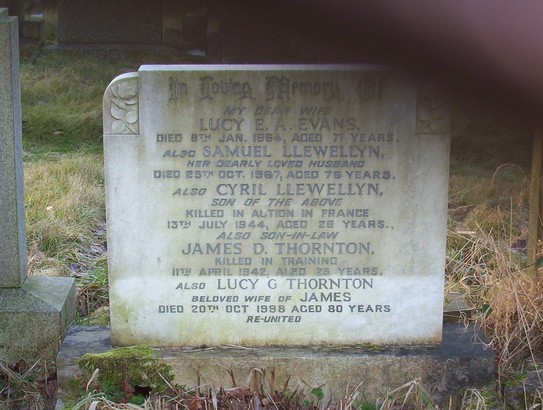 In Loving Memory Of
MY DEAR WIFE
LUCY E. A. EVANS,
DIED 8TH JAN. 1964, AGED 71 YEARS.
ALSO SAMUEL LLEWELLYN,
HER DEARLY LOVED HUSBAND
DIED 25TH OCT. 1967, AGED 79 YEARS.
ALSO CYRIL LLEWELLYN,
SON OF THE ABOVE
KILLED IN ACTION IN FRANCE
13TH JULY 1944, AGED 28 YEARS.,
ALSO SON-IN-LAW
JAMES D. THORNTON,
KILLED IN TRAINING
11TH APRIL 1942, AGED 25 YEARS.
ALSO LUCY G THORNTON
BELOVED WIFE OF JAMES
DIED 20TH OCT 1998 AGED 80 YEARS
RE-UNITED